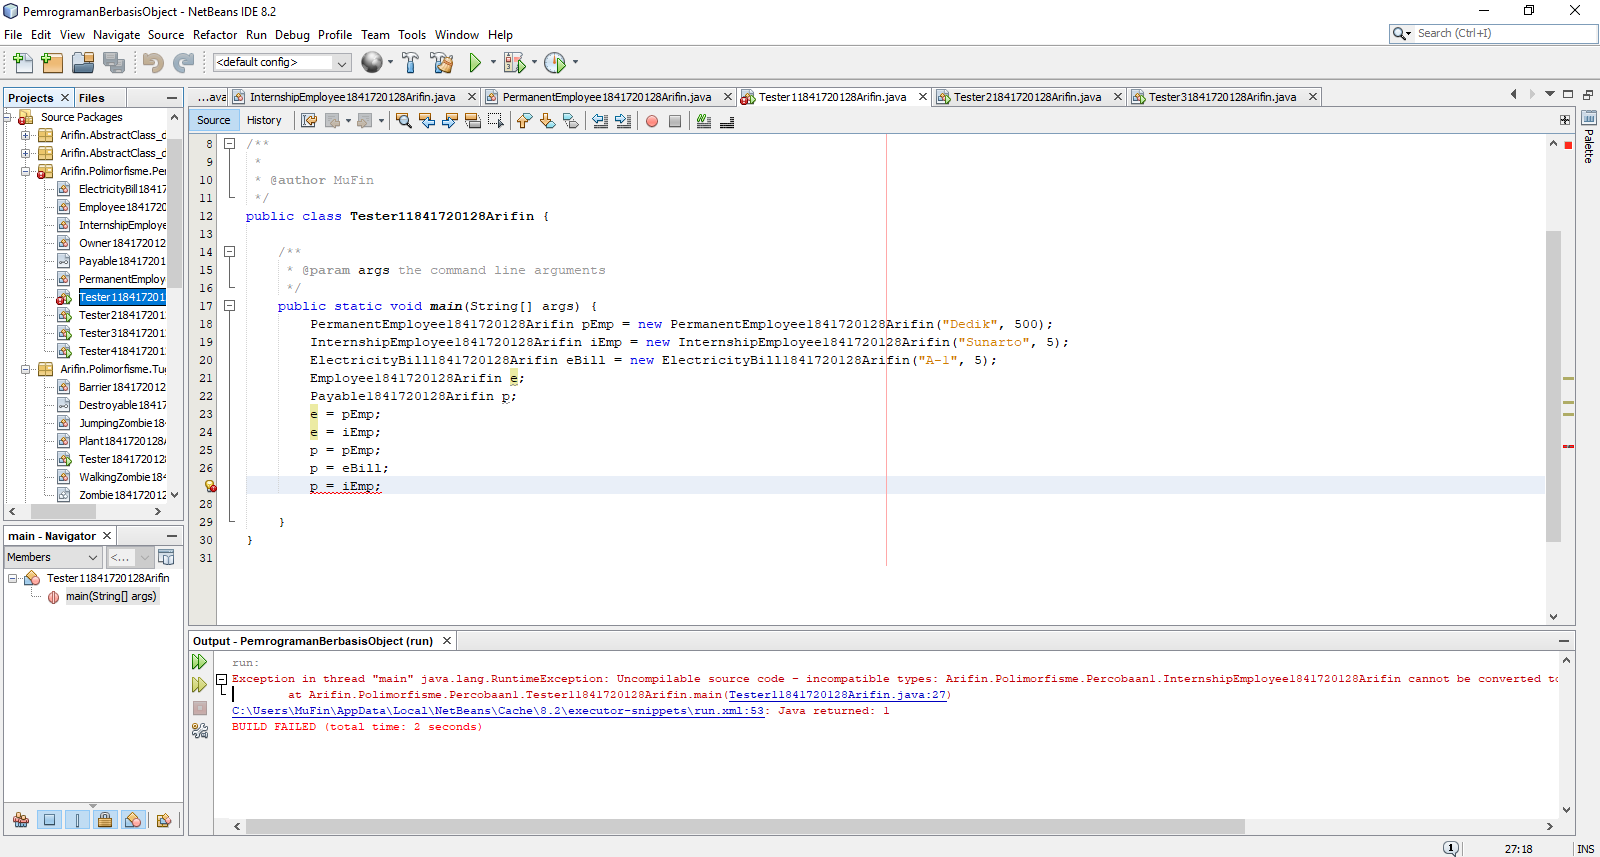 PemrogramanBerbasisObject - NetBeans IDE 8.2
File Edit View Navigate Source Refactor Run Debug Profile Team Tools Window Help
Search (Ctrl+I)
<default config>
Projects Files
...ava InternshipEmployee1841720128Arifin.java PermanentEmployee1841720128Arifin.java Tester11841720128Arifin.java Tester21841720128Arifin.java Tester31841720128Arifin.java
Source Packages
Arifin.AbstractClass_c
Arifin.AbstractClass_c
Arifin.Polimorfisme.Per
ElectricityBill18417
Employee1841720
InternshipEmploye
Owner184172012
Payable18417201
PermanentEmploy
Tester118417201
Tester218417201
Tester318417201
Tester418417201
Arifin.Polimorfisme.Tug
Barrier184172012
Destroyable18417
JumpingZombie18
Plant1841720128A
Tester184172012
WalkingZombie184
Zombie184172012
Source History
Palette
8 /**
9 *
10 * @author MuFin
11 */
12 public class Tester11841720128Arifin {
13
14 /**
15 * @param args the command line arguments
16 */
17 public static void main(String[] args) {
18 PermanentEmployee1841720128Arifin pEmp = new PermanentEmployee1841720128Arifin("Dedik", 500);
19 InternshipEmployee1841720128Arifin iEmp = new InternshipEmployee1841720128Arifin("Sunarto", 5);
20 ElectricityBill1841720128Arifin eBill = new ElectricityBill1841720128Arifin("A-1", 5);
21 Employee1841720128Arifin e;
22 Payable1841720128Arifin p;
23 e = pEmp;
24 e = iEmp;
25 p = pEmp;
26 p = eBill;
p = iEmp;
28
29 }
30 }
31
main - Navigator
Members <...
Tester11841720128Arifin
main(String[] args)
Output - PemrogramanBerbasisObject (run)
run:
Exception in thread "main" java.lang.RuntimeException: Uncompilable source code - incompatible types: Arifin.Polimorfisme.Percobaan1.InternshipEmployee1841720128Arifin cannot be converted to
at Arifin.Polimorfisme.Percobaan1.Tester11841720128Arifin.main(Tester11841720128Arifin.java:27)
C:\Users\MuFin\AppData\Local\NetBeans\Cache\8.2\executor-snippets\run.xml:53: Java returned: 1
BUILD FAILED (total time: 2 seconds)
1 27:18 INS